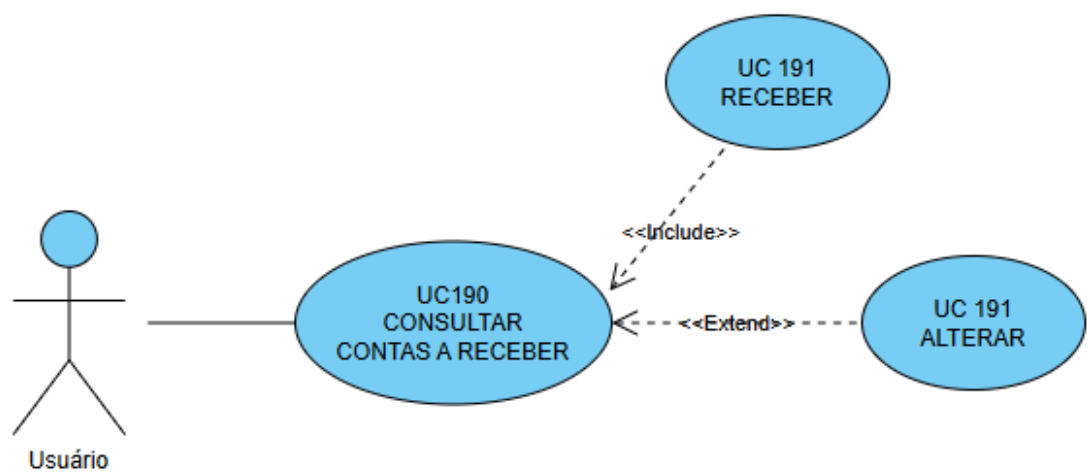 UC 191
RECEBER
<<Include>>
UC190
CONSULTAR
CONTAS A RECEBER
<<Extend>>
UC 191
ALTERAR
Usuário